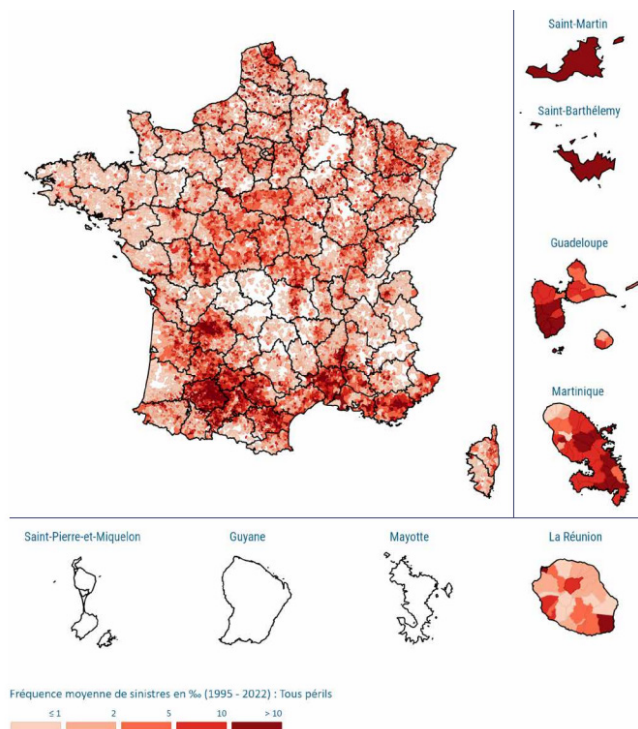 Saint-Martin
Saint-Barthélemy
Guadeloupe
Martinique
Saint-Pierre-et-Miquelon
Guyane
Mayotte
La Réunion
Fréquence moyenne de sinistres en ‰ (1995 - 2022) : Tous périls
≤ 1 2 5 10 > 10